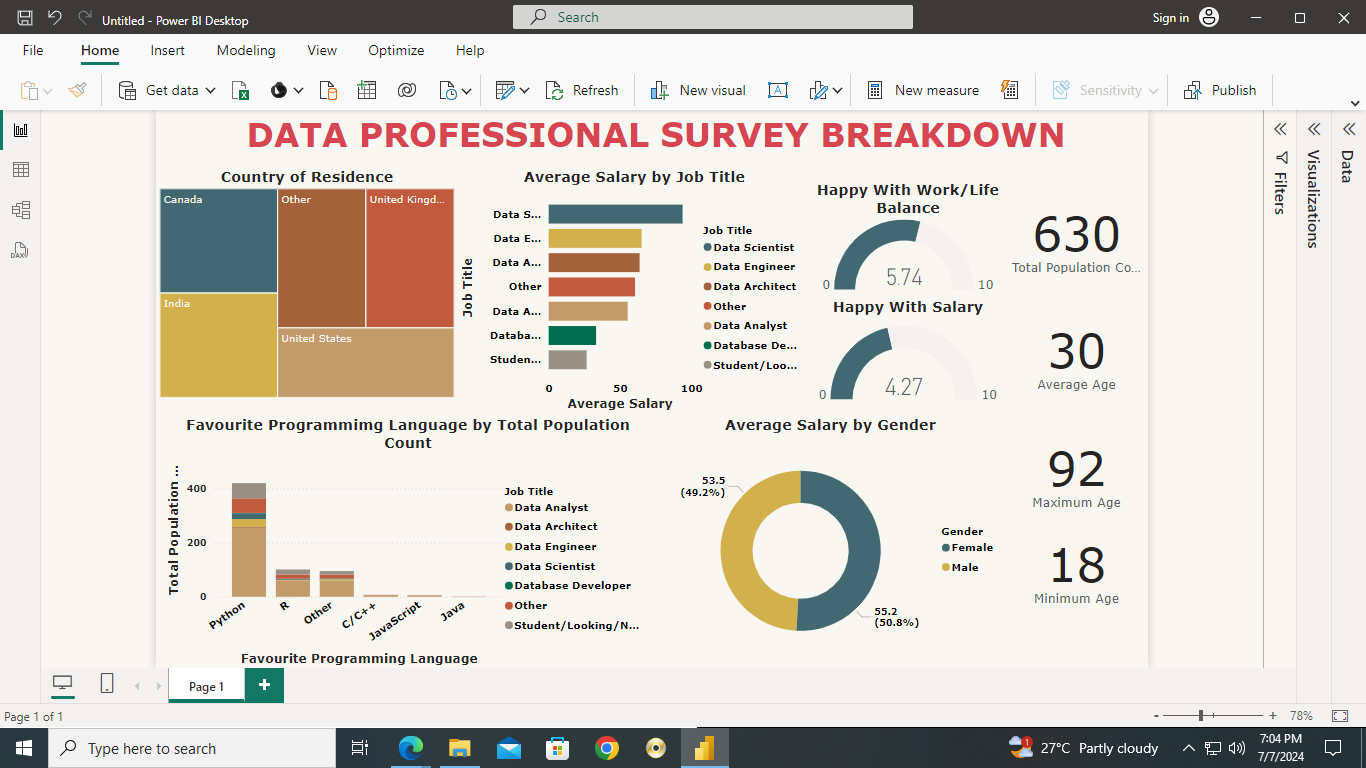 Untitled - Power BI Desktop
Search
Sign in
File Home Insert Modeling View Optimize Help
Get data
Refresh
New visual
New measure
Sensitivity
Publish
DATA PROFESSIONAL SURVEY BREAKDOWN
Country of Residence
Canada
Other
United Kingd...
India
United States
Average Salary by Job Title
Job Title
Data S...
Data E...
Data A...
Other
Data A...
Databa...
Studen...
0 50 100
Average Salary
Job Title
Data Scientist
Data Engineer
Data Architect
Other
Data Analyst
Database De...
Student/Loo...
Happy With Work/Life
Balance
5.74
0 10
Happy With Salary
4.27
0 10
630
Total Population Co...
30
Average Age
92
Maximum Age
18
Minimum Age
Favourite Programmimg Language by Total Population
Count
Total Population ...
400
200
0
Python
R
Other
C/C++
JavaScript
Java
Favourite Programming Language
Job Title
Data Analyst
Data Architect
Data Engineer
Data Scientist
Database Developer
Other
Student/Looking/N...
Average Salary by Gender
53.5
(49.2%)
55.2
(50.8%)
Gender
Female
Male
Filters
Visualizations
Data
DAX
Page 1
+
Page 1 of 1
- + 78%
Type here to search
1
27°C Partly cloudy
7:04 PM
7/7/2024